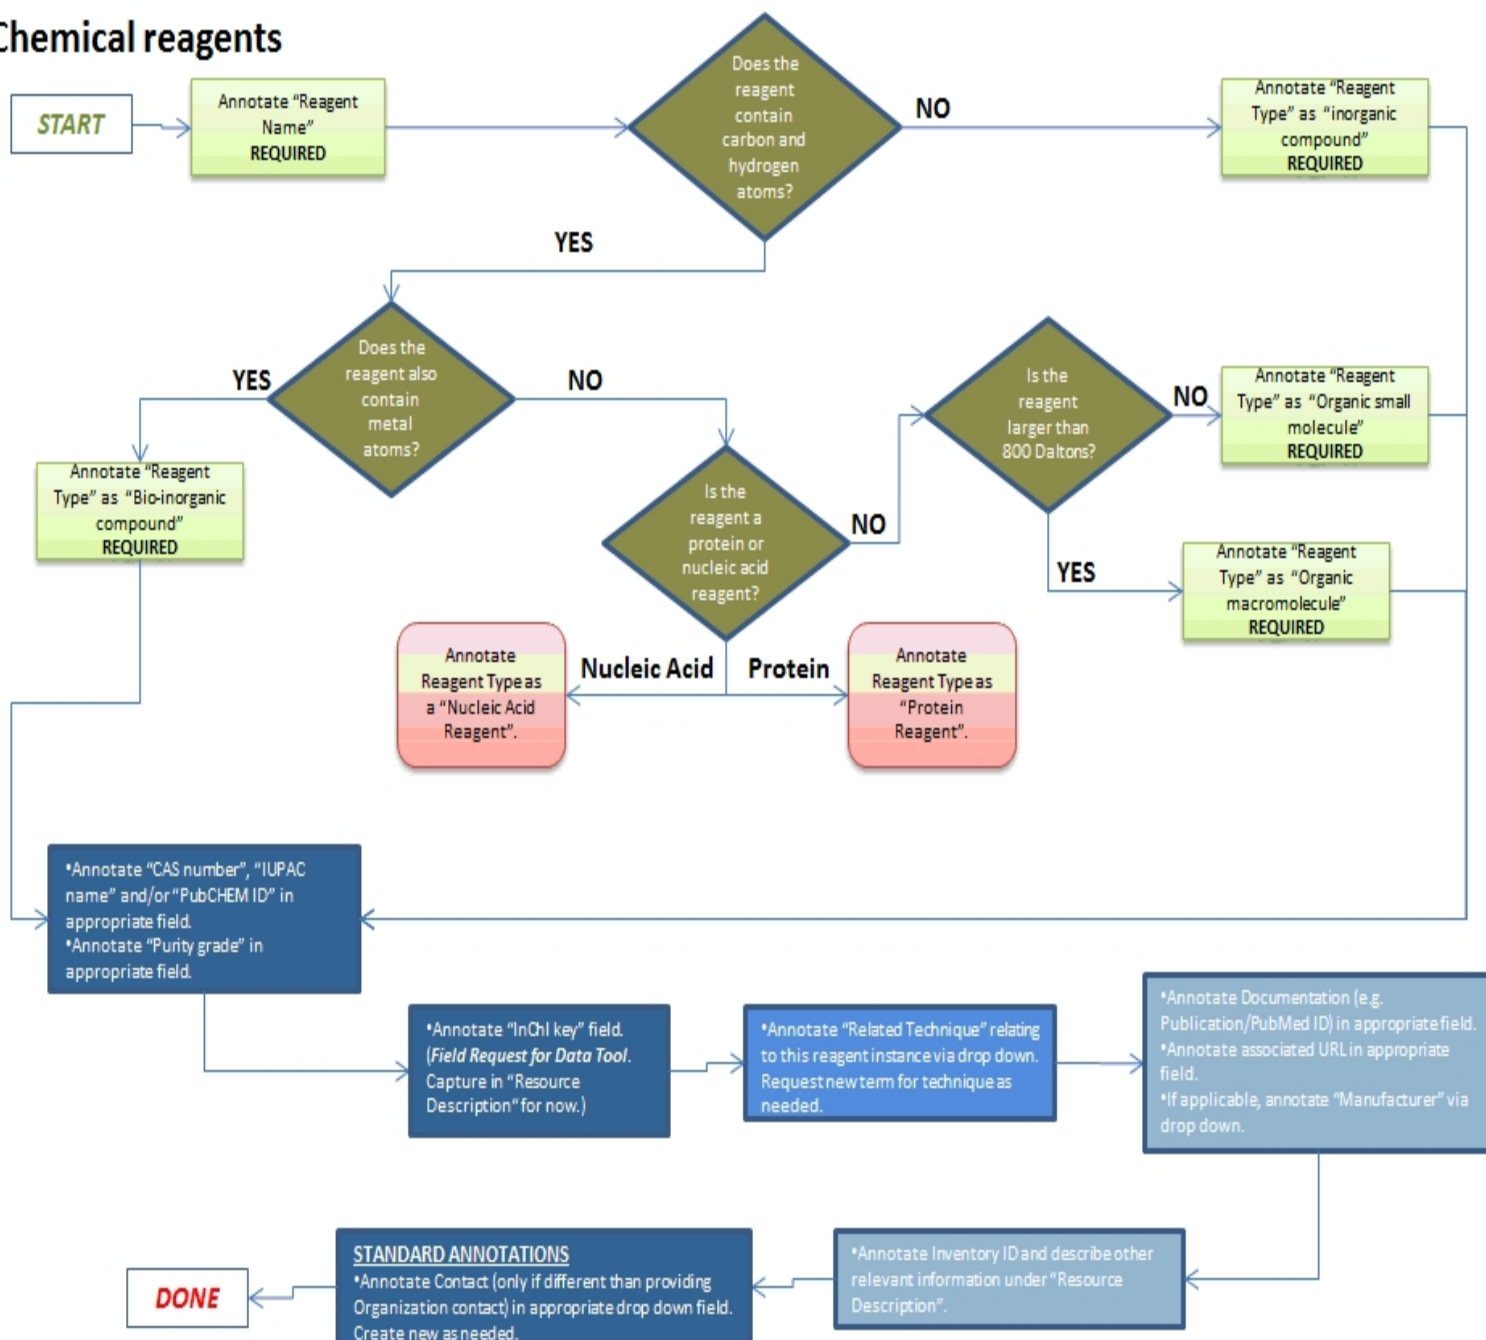 Chemical reagents
START
Annotate “Reagent
Name”
REQUIRED
Does the
reagent
contain
carbon and
hydrogen
atoms?
NO
Annotate “Reagent
Type” as “inorganic
compound”
REQUIRED
YES
Does the
reagent also
contain
metal
atoms?
YES
NO
Annotate “Reagent
Type” as “Bio-inorganic
compound”
REQUIRED
Is the
reagent a
protein or
nucleic acid
reagent?
NO
Is the
reagent
larger than
800 Daltons?
NO
Annotate “Reagent
Type” as “Organic small
molecule”
REQUIRED
YES
Annotate “Reagent
Type” as “Organic
macromolecule”
REQUIRED
Nucleic Acid
Protein
Annotate
Reagent Type as
a “Nucleic Acid
Reagent”.
Annotate
Reagent Type as
“Protein
Reagent”.
•Annotate “CAS number”, “IUPAC
name” and/or “PubCHEM ID” in
appropriate field.
•Annotate “Purity grade” in
appropriate field.
•Annotate “InChI key” field.
(Field Request for Data Tool.
Capture in “Resource
Description” for now.)
•Annotate “Related Technique” relating
to this reagent instance via drop down.
Request new term for technique as
needed.
•Annotate Documentation (e.g.
Publication/PubMed ID) in appropriate field.
•Annotate associated URL in appropriate
field.
•If applicable, annotate “Manufacturer” via
drop down.
•Annotate Inventory ID and describe other
relevant information under “Resource
Description”.
STANDARD ANNOTATIONS
•Annotate Contact (only if different than providing
Organization contact) in appropriate drop down field.
Create new as needed.
DONE